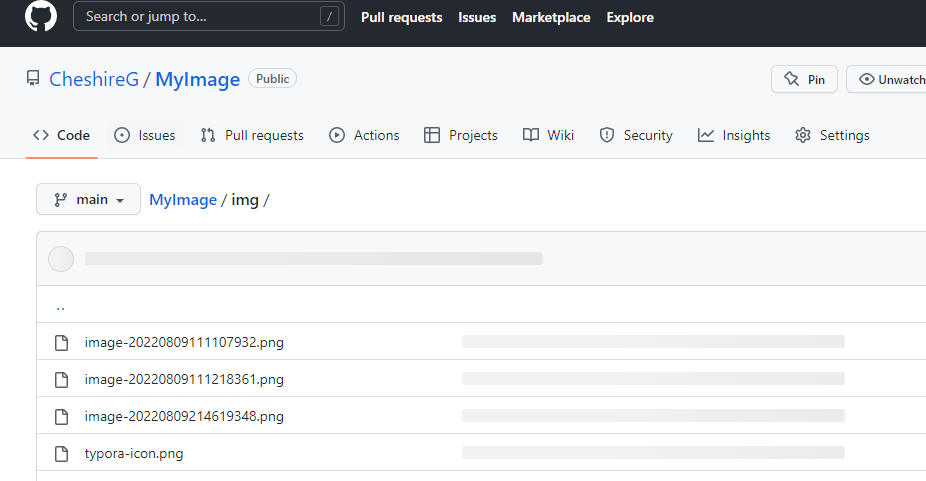 Search or jump to... / Pull requests Issues Marketplace Explore
CheshireG / MyImage Public Pin Unwatch
Code Issues Pull requests Actions Projects Wiki Security Insights Settings
main MyImage / img /
..
image-20220809111107932.png
image-20220809111218361.png
image-20220809214619348.png
typora-icon.png